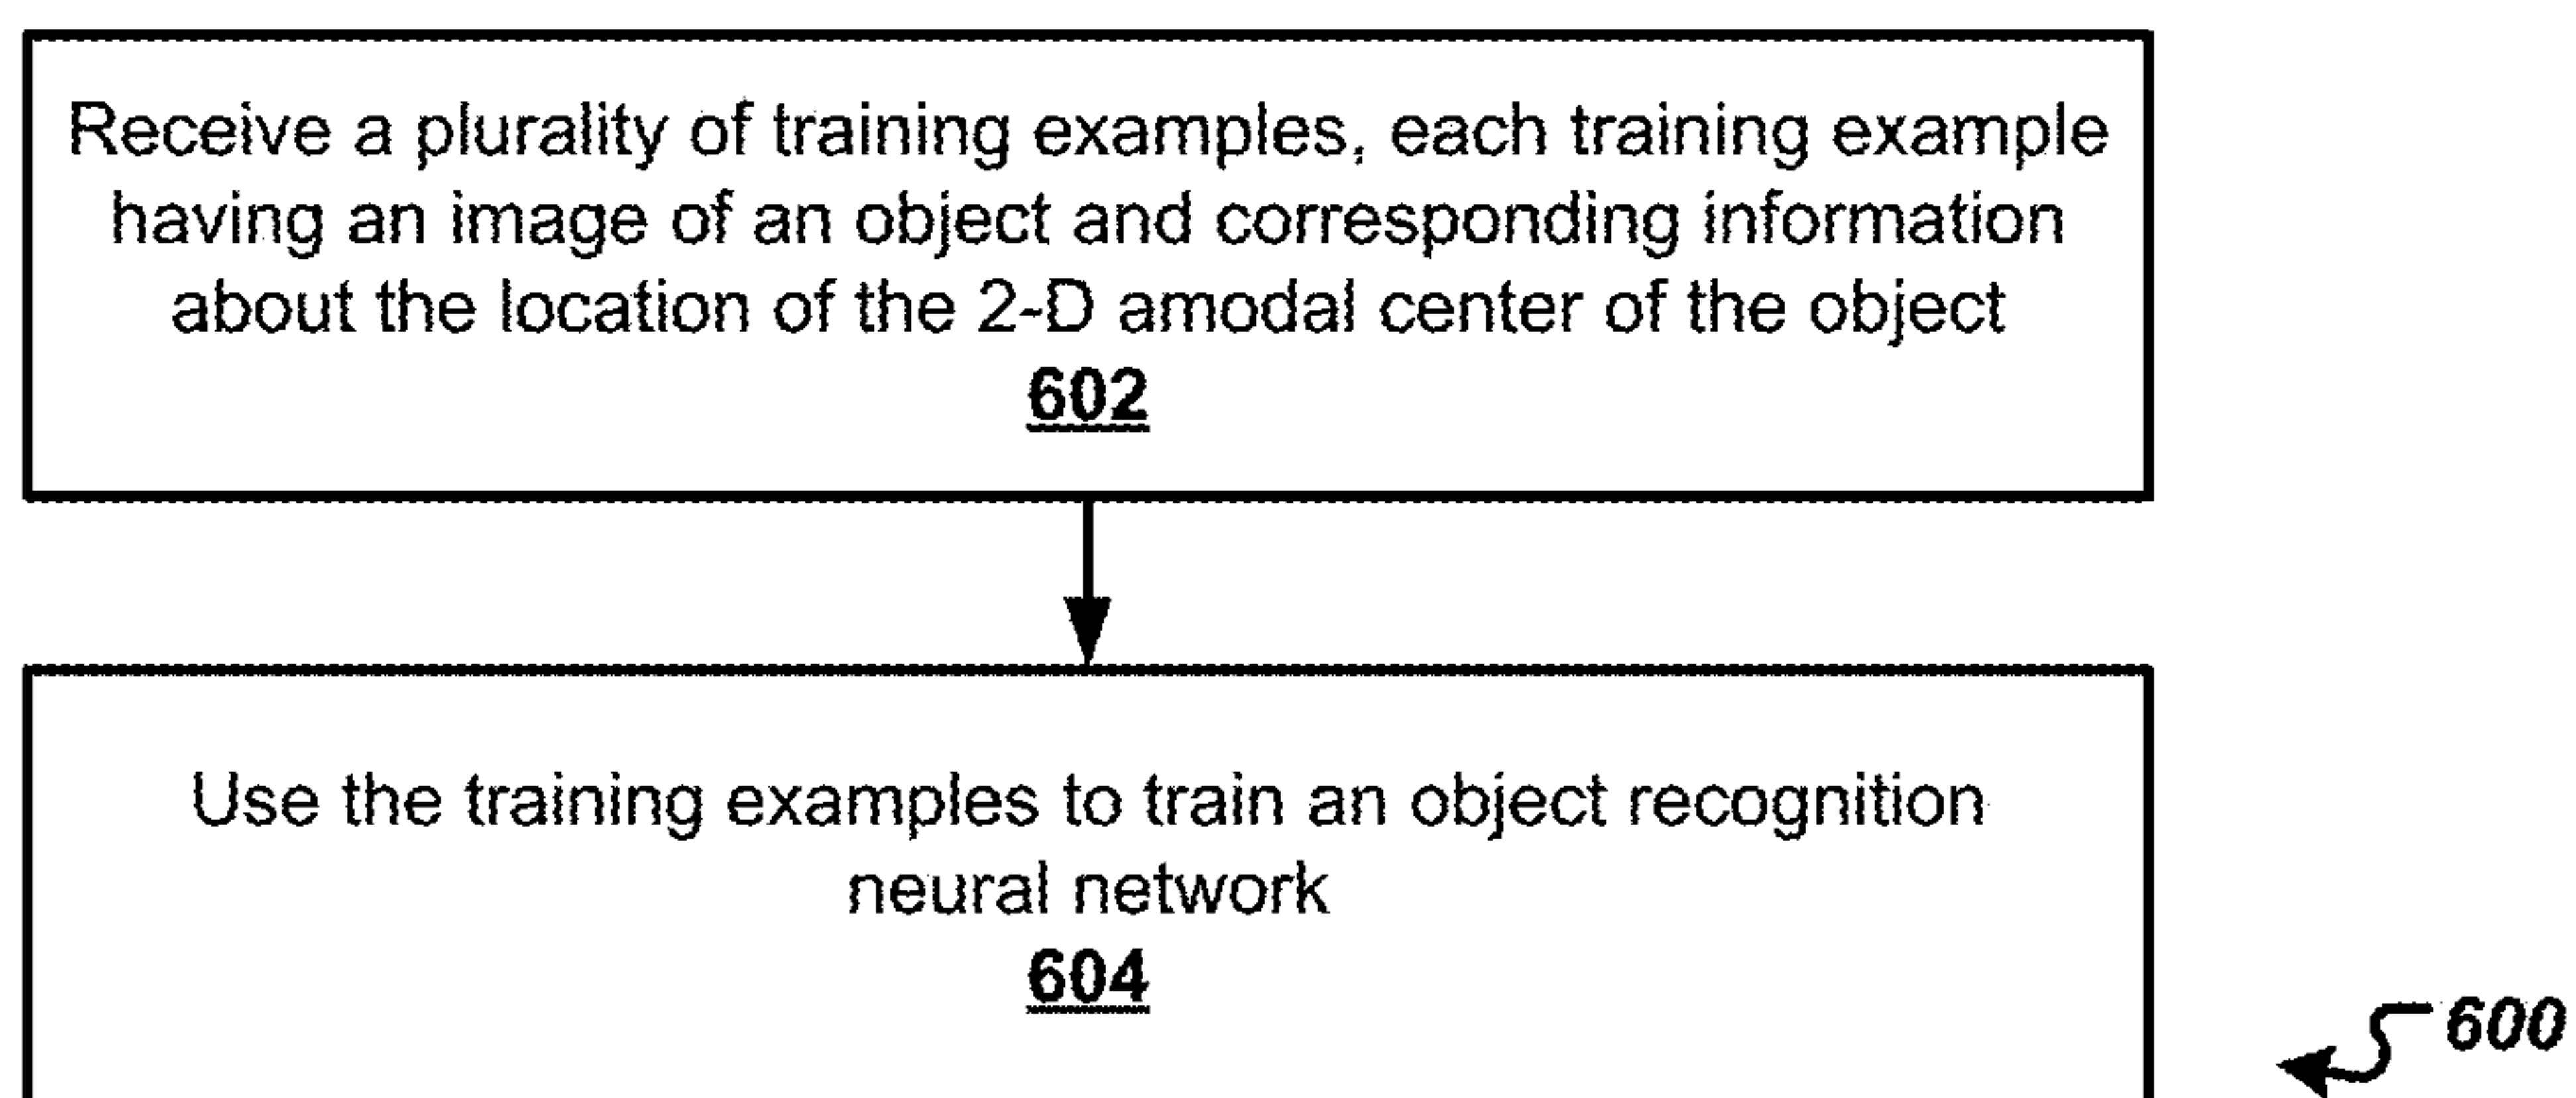 Receive a plurality of training examples, each training example
having an image of an object and corresponding information
about the location of the 2-D amodal center of the object
602
Use the training examples to train an object recognition
neural network
604
600